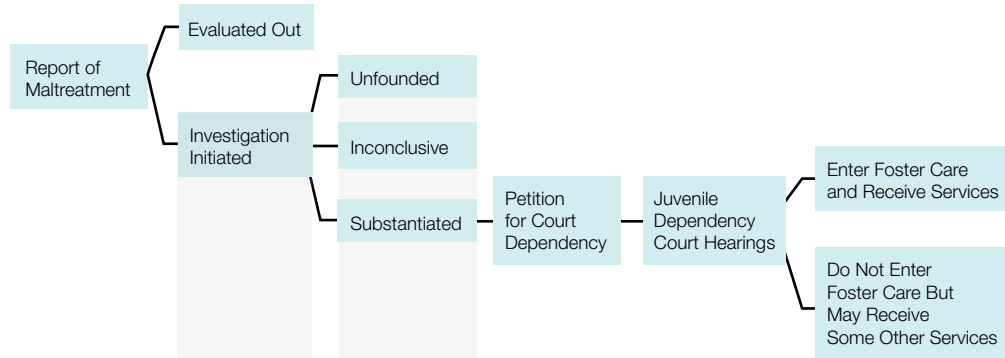 Evaluated Out
Report of
Maltreatment
Unfounded
Investigation
Initiated
Inconclusive
Substantiated
Petition
for Court
Dependency
Juvenile
Dependency
Court Hearings
Enter Foster Care
and Receive Services
Do Not Enter
Foster Care But
May Receive
Some Other Services